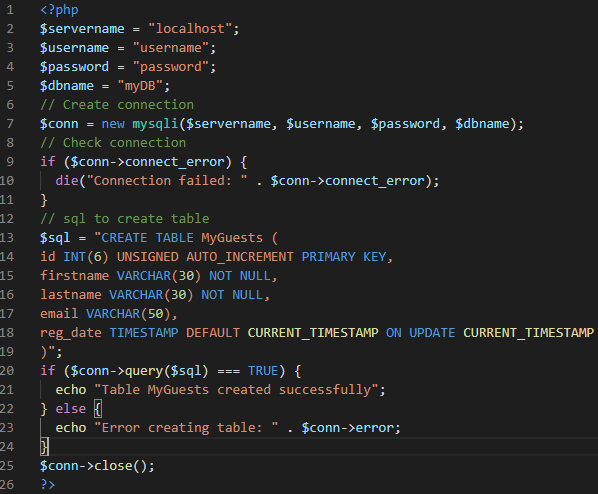 1 <?php
2 $servername = "localhost";
3 $username = "username";
4 $password = "password";
5 $dbname = "myDB";
6 // Create connection
7 $conn = new mysqli($servername, $username, $password, $dbname);
8 // Check connection
9 if ($conn->connect_error) {
10   die("Connection failed: " . $conn->connect_error);
11 }
12 // sql to create table
13 $sql = "CREATE TABLE MyGuests (
14 id INT(6) UNSIGNED AUTO_INCREMENT PRIMARY KEY,
15 firstname VARCHAR(30) NOT NULL,
16 lastname VARCHAR(30) NOT NULL,
17 email VARCHAR(50),
18 reg_date TIMESTAMP DEFAULT CURRENT_TIMESTAMP ON UPDATE CURRENT_TIMESTAMP
19 )";
20 if ($conn->query($sql) === TRUE) {
21   echo "Table MyGuests created successfully";
22 } else {
23   echo "Error creating table: " . $conn->error;
24 }
25 $conn->close();
26 ?>